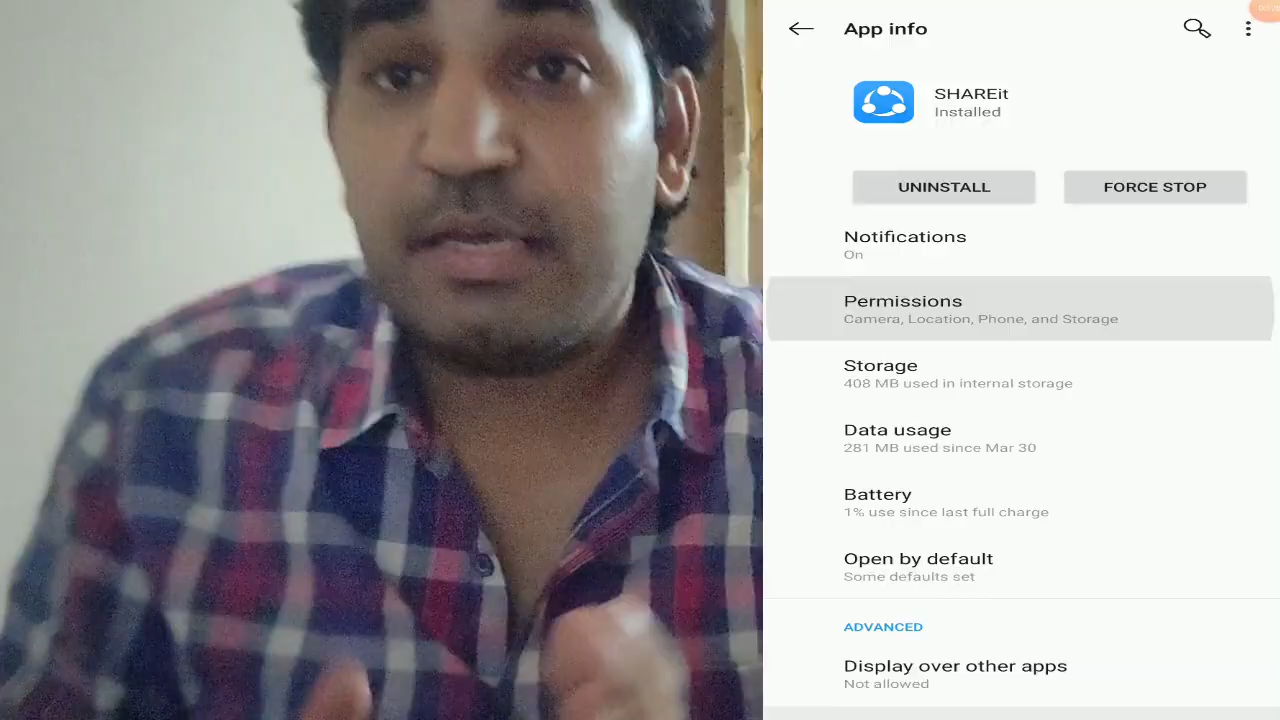 App info
SHAREit
Installed
UNINSTALL
FORCE STOP
Notifications
On
Permissions
Camera, Location, Phone, and Storage
Storage
408 MB used in internal storage
Data usage
281 MB used since Mar 30
Battery
1% use since last full charge
Open by default
Some defaults set
ADVANCED
Display over other apps
Not allowed